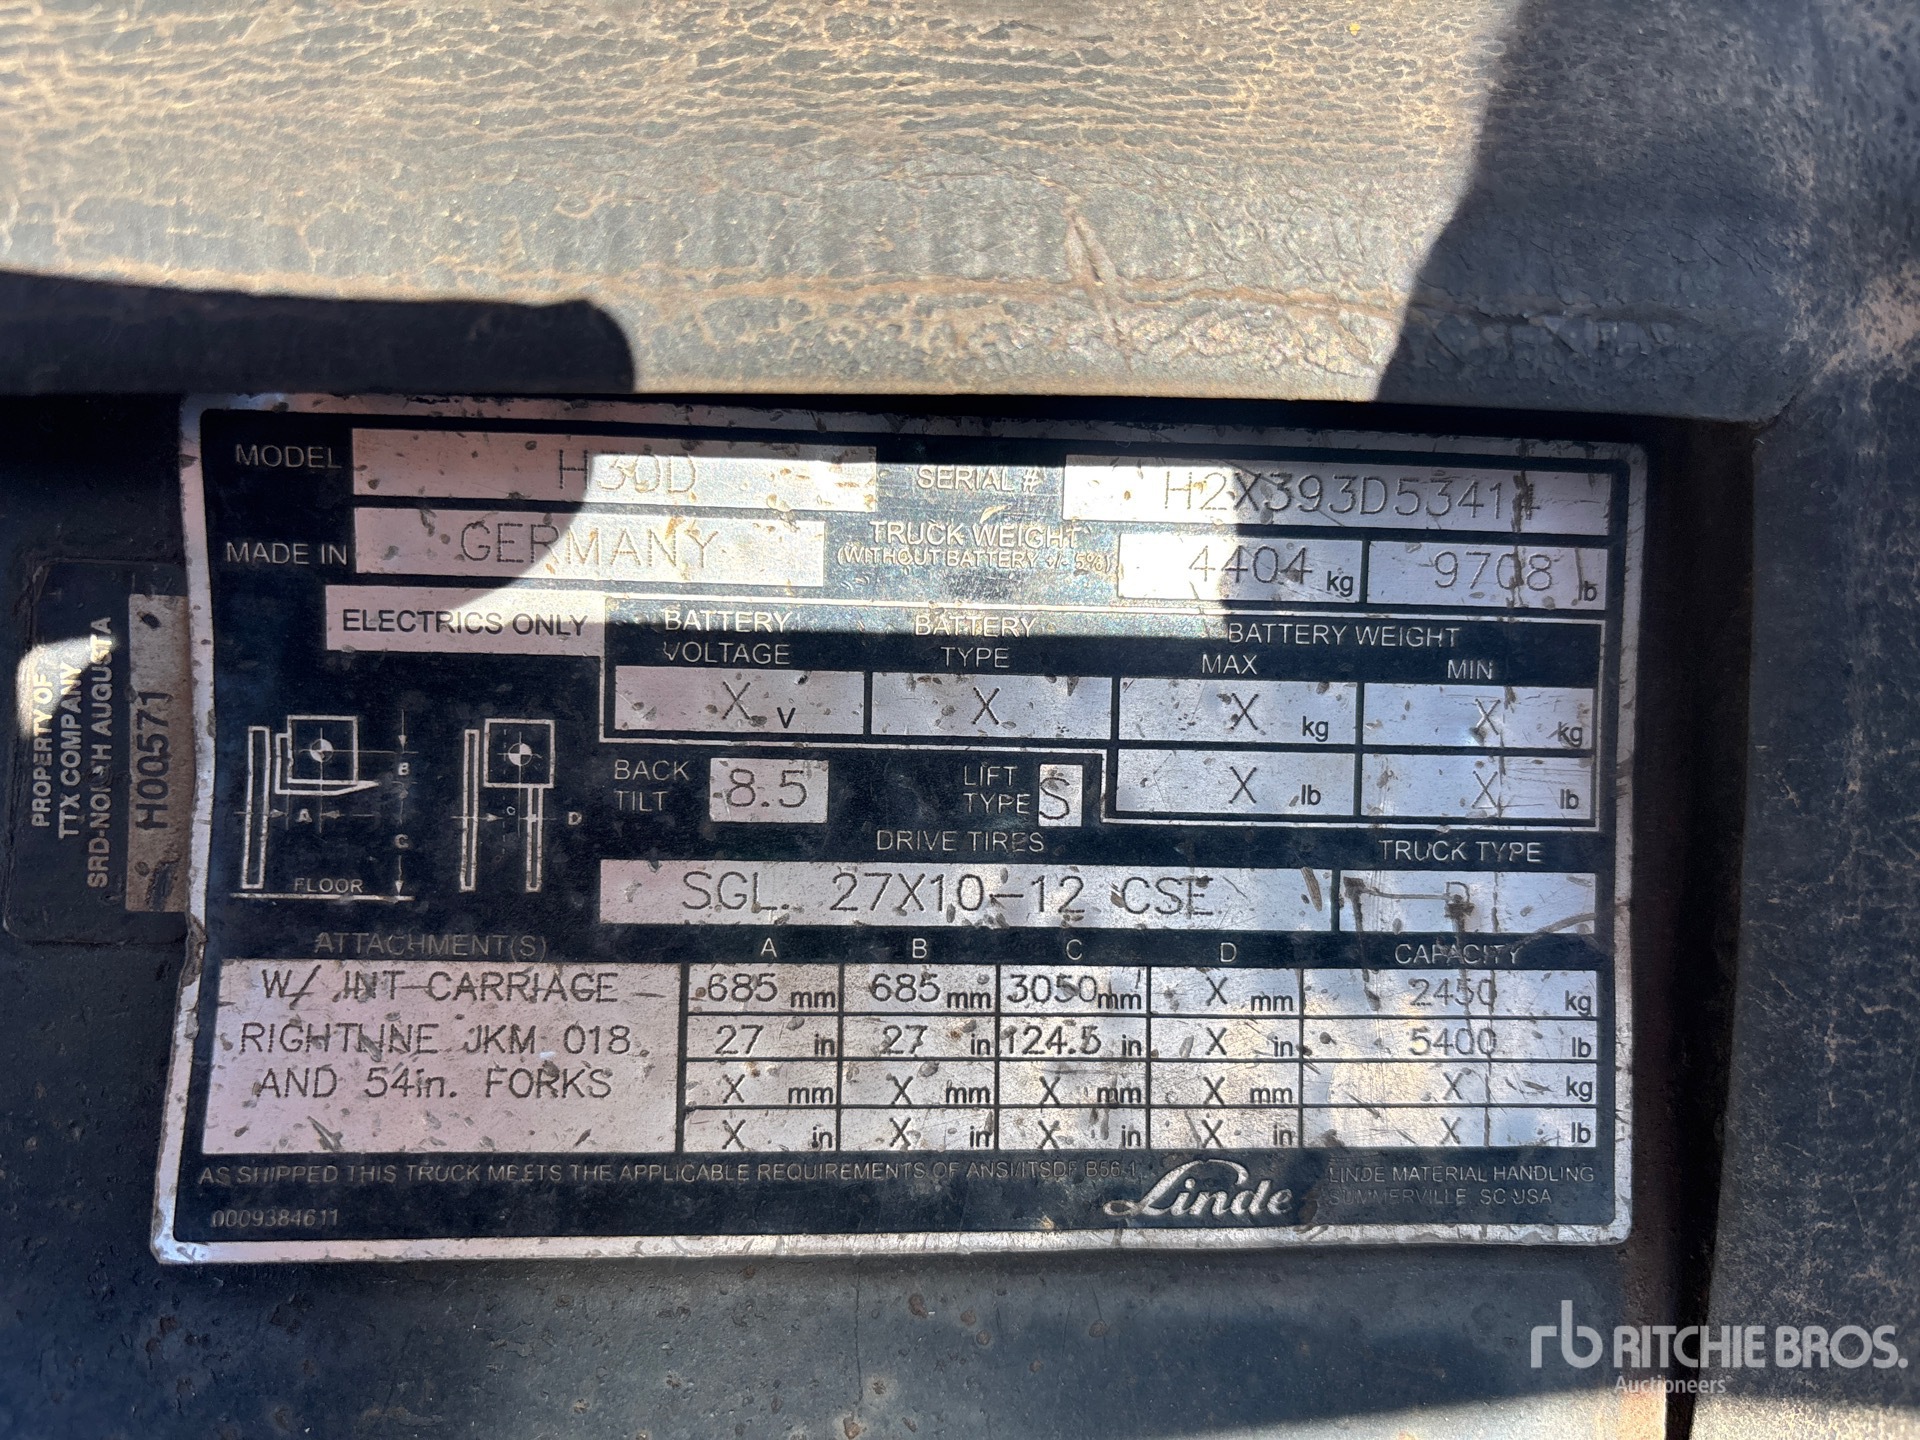 MODEL H30D SERIAL # H2X393D53414
MADE IN GERMANY TRUCK WEIGHT 4404 kg 9708 lb
(WITHOUT BATTERY +/- 5%)
ELECTRICS ONLY BATTERY VOLTAGE BATTERY TYPE BATTERY WEIGHT
MAX MIN
X V X X kg X kg
BACK TILT 8.5 LIFT TYPE S X lb X lb
A B C D
FLOOR
DRIVE TIRES TRUCK TYPE
SGL. 27X10-12 CSE D
ATTACHMENT(S) A B C D CAPACITY
W/ INT CARRIAGE 685 mm 685 mm 3050 mm X mm 2450 kg
RIGHTLINE JKM 018 27 in 27 in 124.5 in X in 5400 lb
AND 54in. FORKS X mm X mm X mm X mm X kg
X in X in X in X in X lb
AS SHIPPED THIS TRUCK MEETS THE APPLICABLE REQUIREMENTS OF ANSI/ITSDF B56.1
Linde
LINDE MATERIAL HANDLING
SUMMERVILLE, SC USA
0009384611
PROPERTY OF
TTX COMPANY
SRD-NORTH AUGUSTA
H00571
rb RITCHIE BROS.
Auctioneers